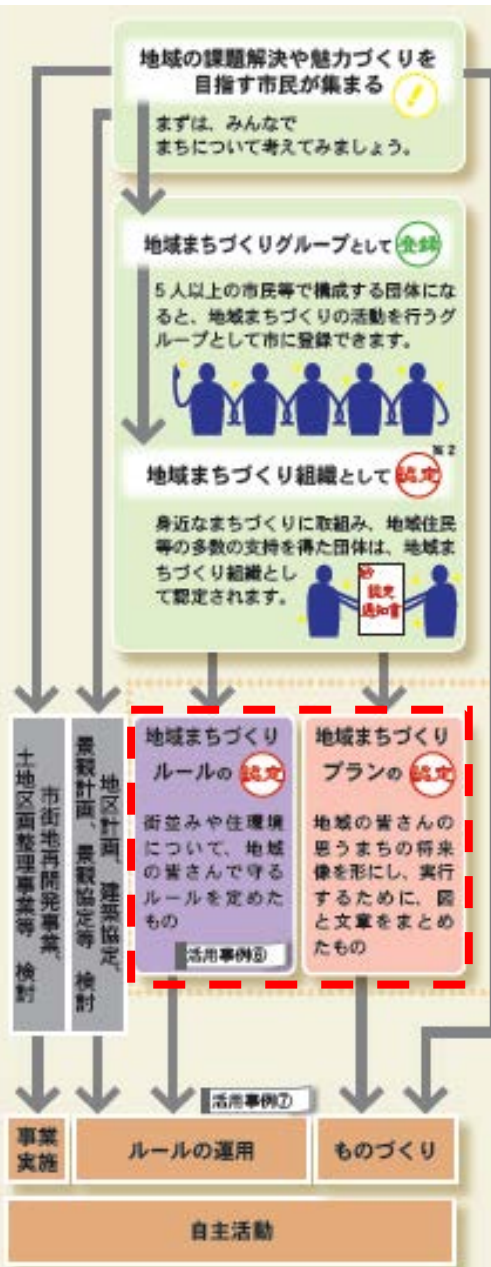 地域の課題解決や魅力づくりを
目指す市民が集まる
まずは、みんなで
まちについて考えてみましょう。
地域まちづくりグループとして 登録
5人以上の市民等で構成する団体にな
ると、地域まちづくりの活動を行うグ
ループとして市に登録できます。
※2
地域まちづくり組織として 認定
身近なまちづくりに取組み、地域住民
等の多数の支持を得た団体は、地域ま
ちづくり組織とし
て認定されます。
認定
通知書
市街地再開発事業、
土地区画整理事業等 検討
地区計画、建築協定、
景観計画、景観協定等 検討
地域まちづくり
ルールの 認定
街並みや住環境
について、地域
の皆さんで守る
ルールを定めた
もの
活用事例⑥
地域まちづくり
プランの 認定
地域の皆さんの
思うまちの将来
像を形にし、実行
するために、図
と文章をまとめ
たもの
活用事例⑦
事業
実施
ルールの運用
ものづくり
自主活動